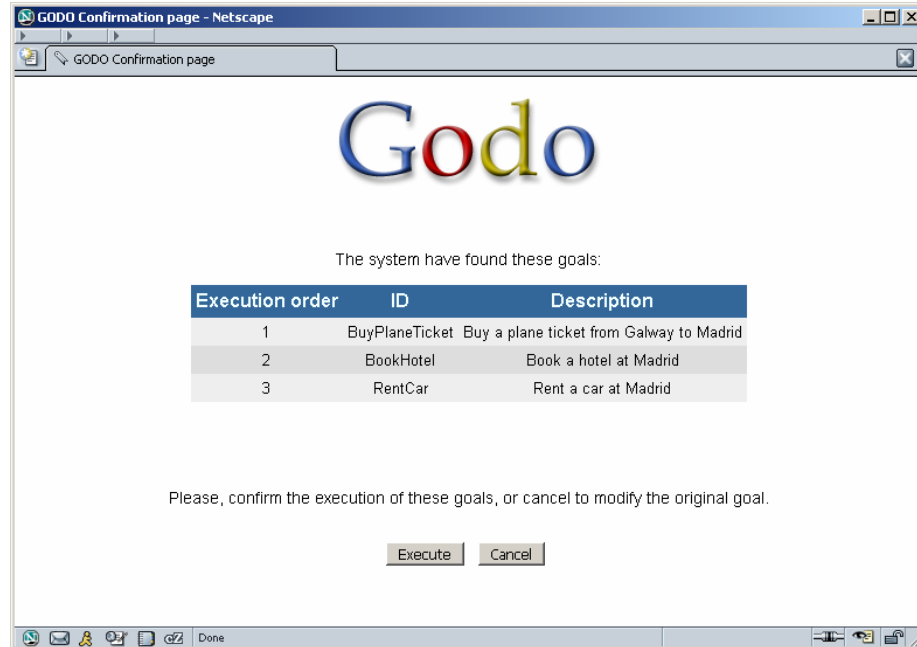 GODO Confirmation page - Netscape
GODO Confirmation page
Godo
The system have found these goals:
Execution order ID Description
1 BuyPlaneTicket Buy a plane ticket from Galway to Madrid
2 BookHotel Book a hotel at Madrid
3 RentCar Rent a car at Madrid
Please, confirm the execution of these goals, or cancel to modify the original goal.
Execute Cancel
Done